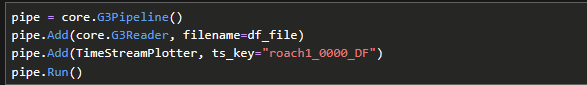 pipe = core.G3Pipeline()
pipe.Add(core.G3Reader, filename=df_file)
pipe.Add(TimeStreamPlotter, ts_key="roach1_0000_DF")
pipe.Run()